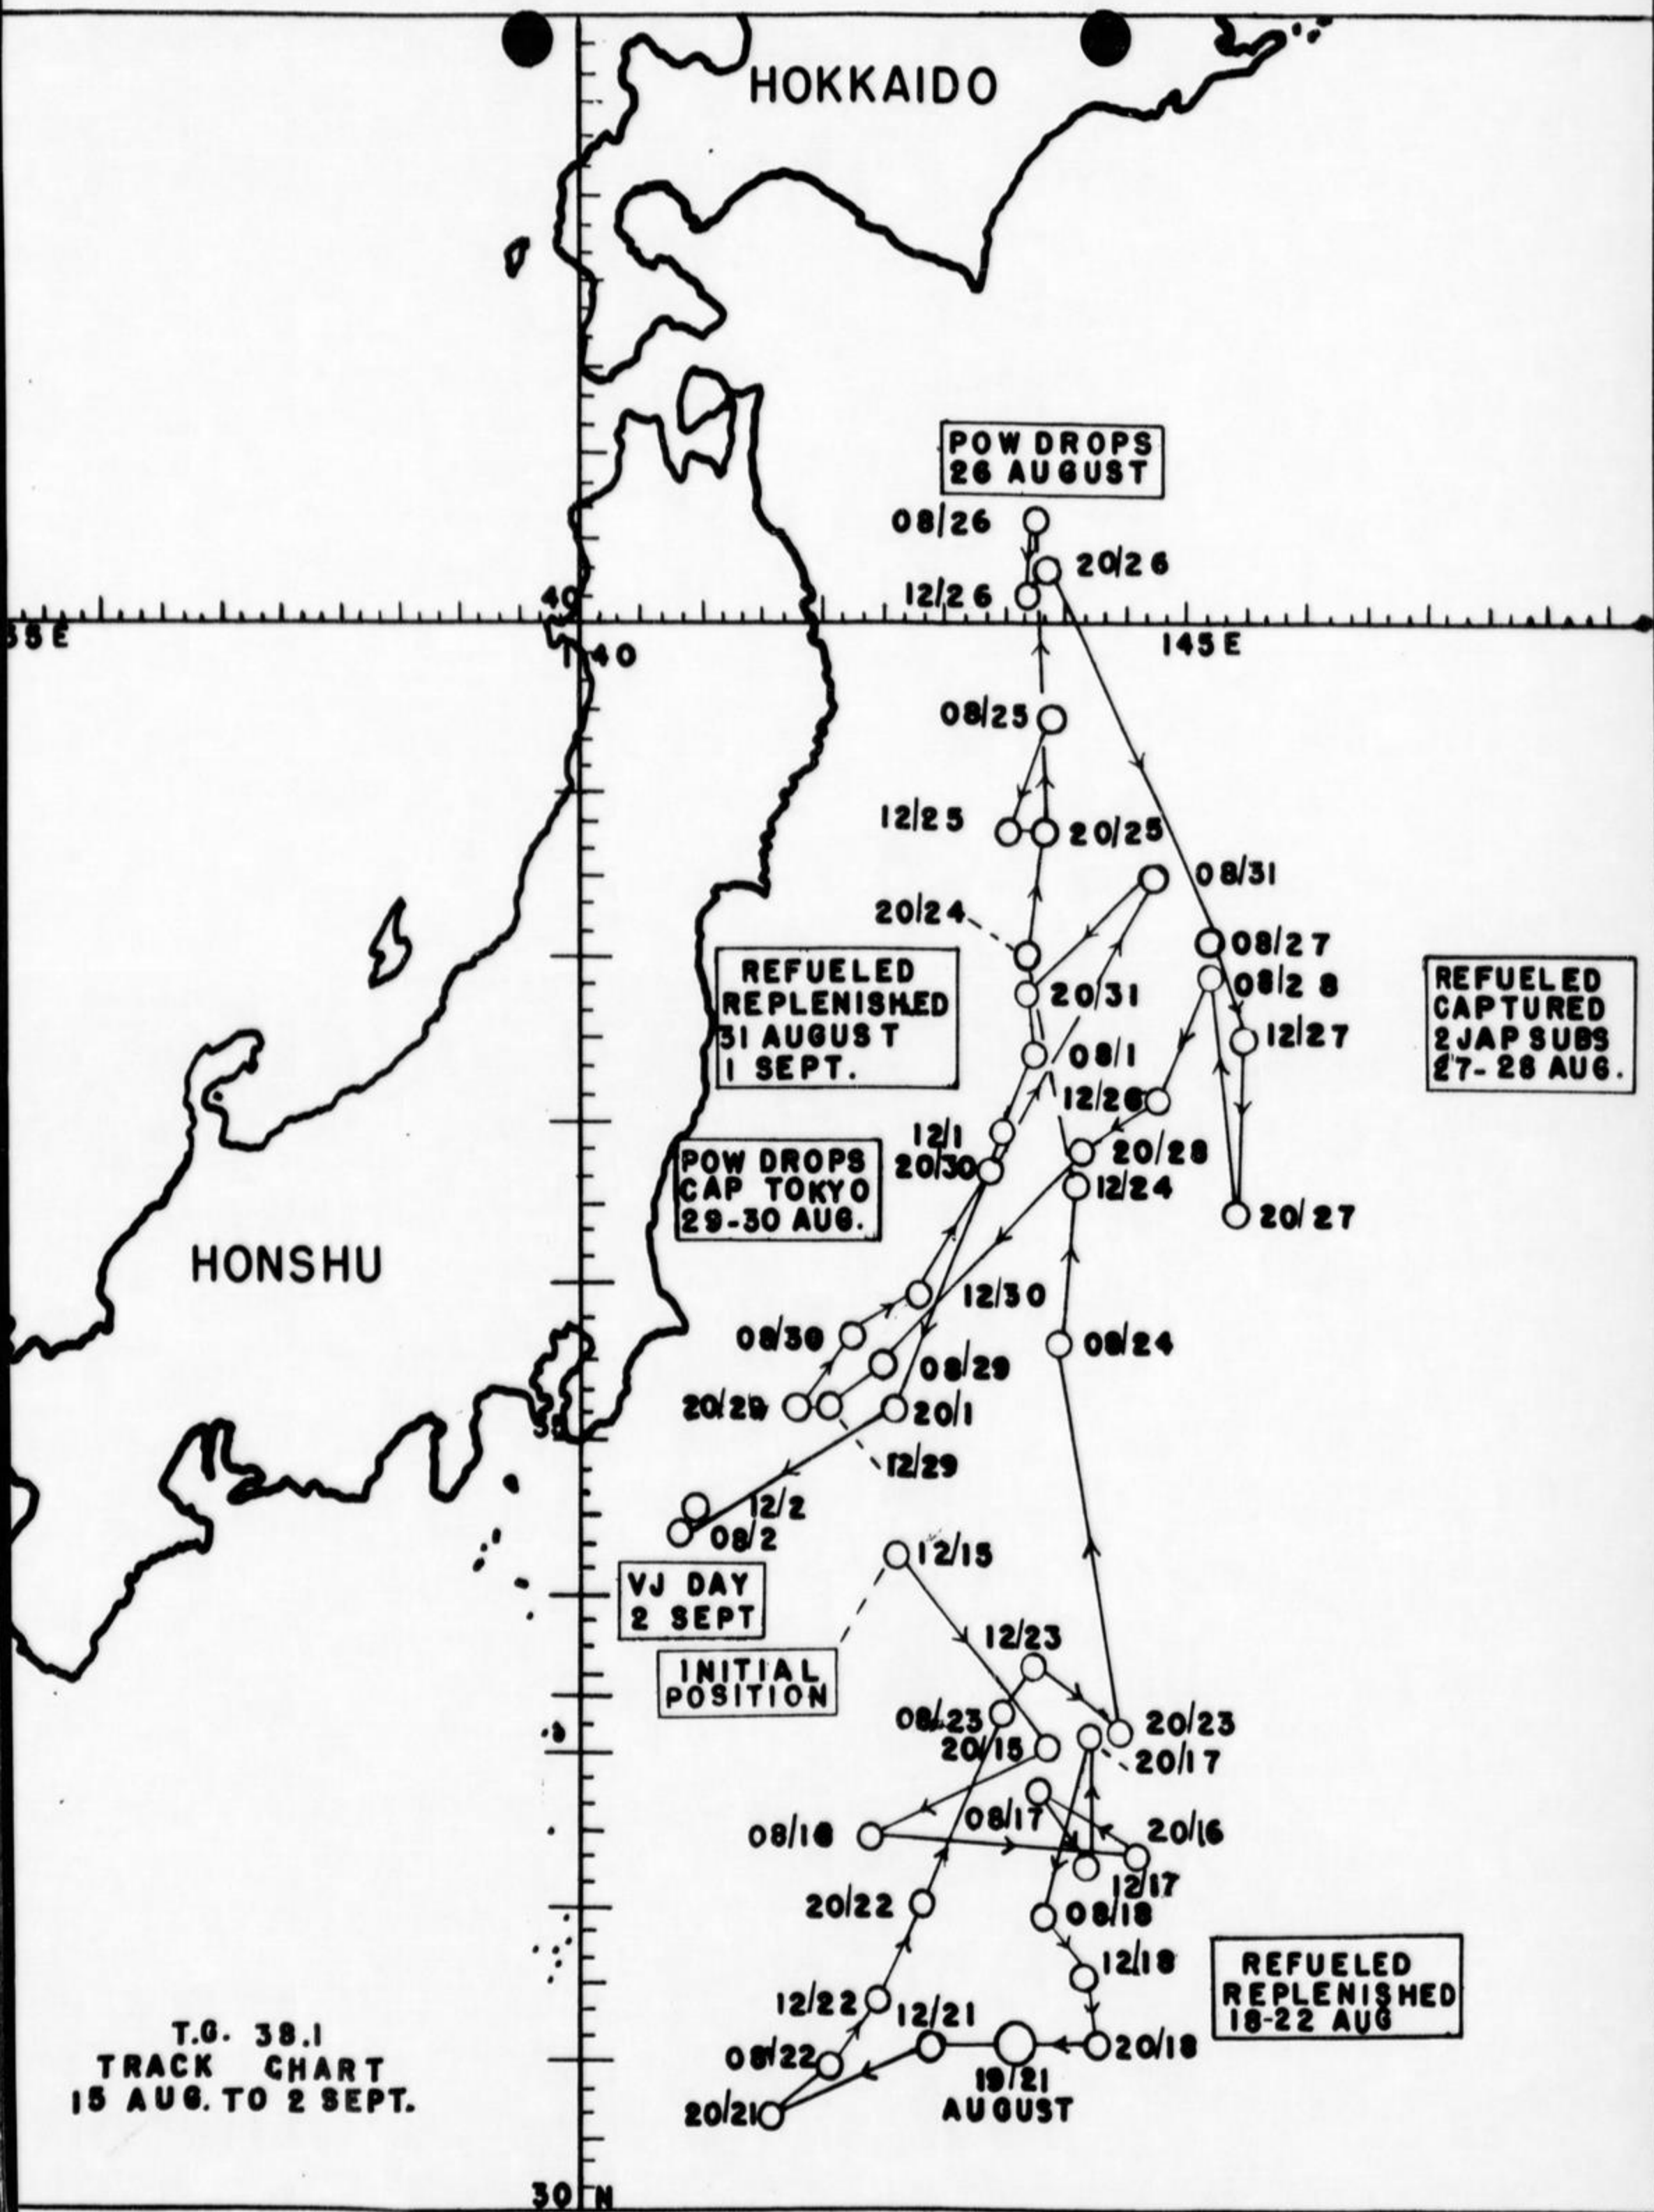 HOKKAIDO
POW DROPS
26 AUGUST
08/26
20/26
12/26
40
35E
140
145E
08/25
12/25
20/25
08/31
20/24
08/27
REFUELED
REPLENISHED
31 AUGUST
1 SEPT.
20/31
08/28
REFUELED
CAPTURED
2 JAP SUBS
27-28 AUG.
12/27
08/1
12/28
12/1
20/30
20/28
POW DROPS
CAP TOKYO
29-30 AUG.
12/24
20/27
HONSHU
12/30
08/30
08/24
08/29
20/29
20/1
35
12/29
12/2
08/2
12/15
VJ DAY
2 SEPT
12/23
INITIAL
POSITION
08/23
20/23
20/15
20/17
08/17
08/16
20/16
12/17
20/22
08/18
12/18
REFUELED
REPLENISHED
18-22 AUG
12/22
12/21
T.G. 38.1
TRACK CHART
15 AUG. TO 2 SEPT.
08/22
20/18
19/21
AUGUST
20/21
30 N